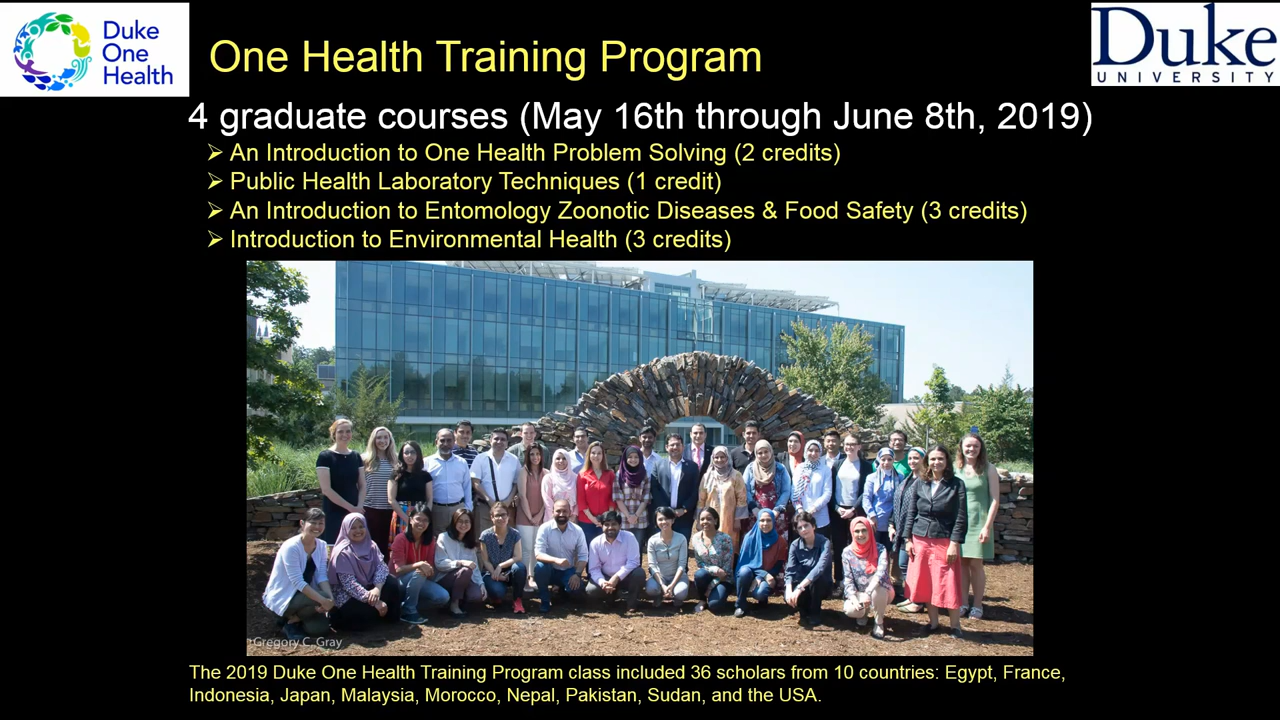 Duke
One
Health
One Health Training Program
Duke
UNIVERSITY
4 graduate courses (May 16th through June 8th, 2019)
➢ An Introduction to One Health Problem Solving (2 credits)
➢ Public Health Laboratory Techniques (1 credit)
➢ An Introduction to Entomology Zoonotic Diseases & Food Safety (3 credits)
➢ Introduction to Environmental Health (3 credits)
Gregory C. Gray
The 2019 Duke One Health Training Program class included 36 scholars from 10 countries: Egypt, France,
Indonesia, Japan, Malaysia, Morocco, Nepal, Pakistan, Sudan, and the USA.